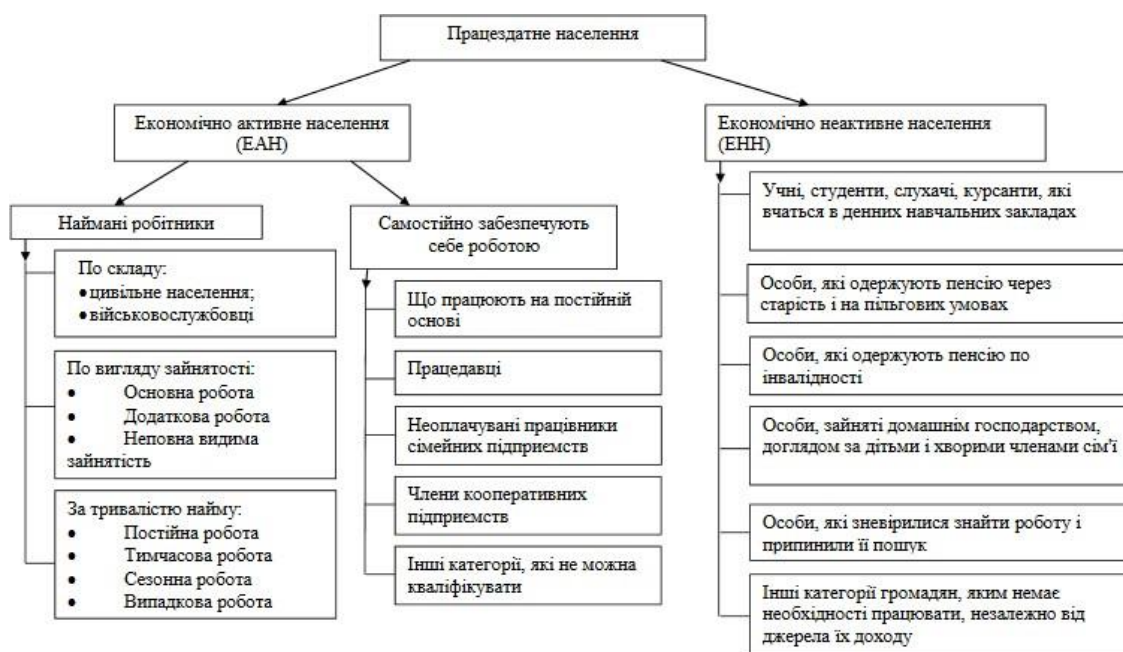 Працездатне населення
Економічно активне населення
(ЕАН)
Економічно неактивне населення
(ЕНН)
Наймані робітники
По складу:
●цивільне населення;
●військовослужбовці
По вигляду зайнятості:
● Основна робота
● Додаткова робота
● Неповна видима
зайнятість
За тривалістю найму:
● Постійна робота
● Тимчасова робота
● Сезонна робота
● Випадкова робота
Самостійно забезпечують
себе роботою
Що працюють на постійній
основі
Працедавці
Неоплачувані працівники
сімейних підприємств
Члени кооперативних
підприємств
Інші категорії, які не можна
кваліфікувати
Учні, студенти, слухачі, курсанти, які
вчаться в денних навчальних закладах
Особи, які одержують пенсію через
старість і на пільгових умовах
Особи, які одержують пенсію по
інвалідності
Особи, зайняті домашнім господарством,
доглядом за дітьми і хворими членами сім'ї
Особи, які зневірилися знайти роботу і
припинили її пошук
Інші категорії громадян, яким немає
необхідності працювати, незалежно від
джерела їх доходу